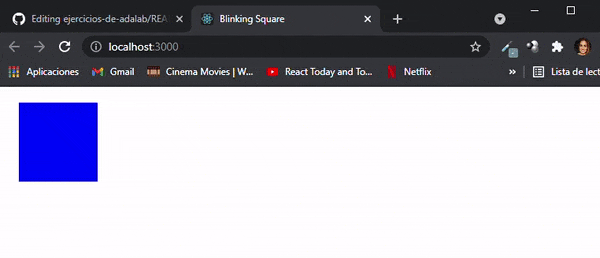 Editing ejercicios-de-adalab/REA
Blinking Square
localhost:3000
Aplicaciones
Gmail
Cinema Movies | W...
React Today and To...
Netflix
»
Lista de lect